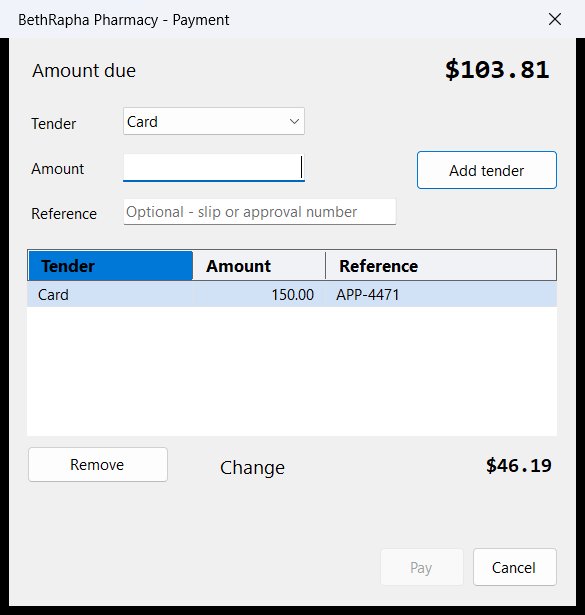 BethRapha Pharmacy - Payment
Amount due $103.81
Tender Card
Amount
Add tender
Reference Optional - slip or approval number
Tender Amount Reference
Card 150.00 APP-4471
Remove Change $46.19
Pay Cancel